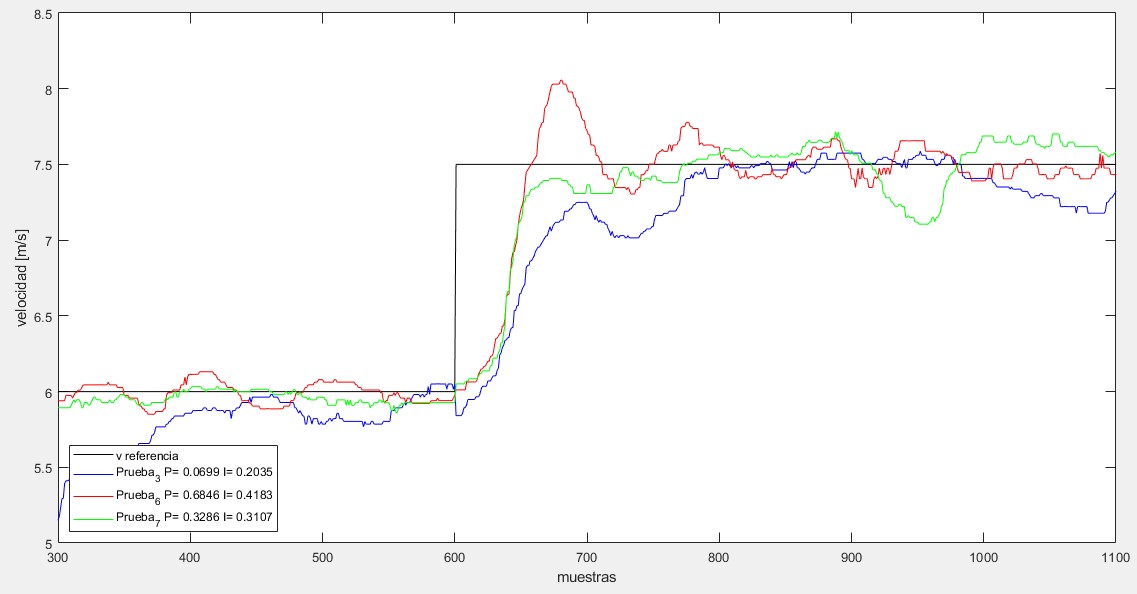 8.5
8
7.5
7
6.5
6
5.5
5
velocidad [m/s]
v referencia
Prueba3 P= 0.0699 I= 0.2035
Prueba6 P= 0.6846 I= 0.4183
Prueba7 P= 0.3286 I= 0.3107
300 400 500 600 700 800 900 1000 1100
muestras